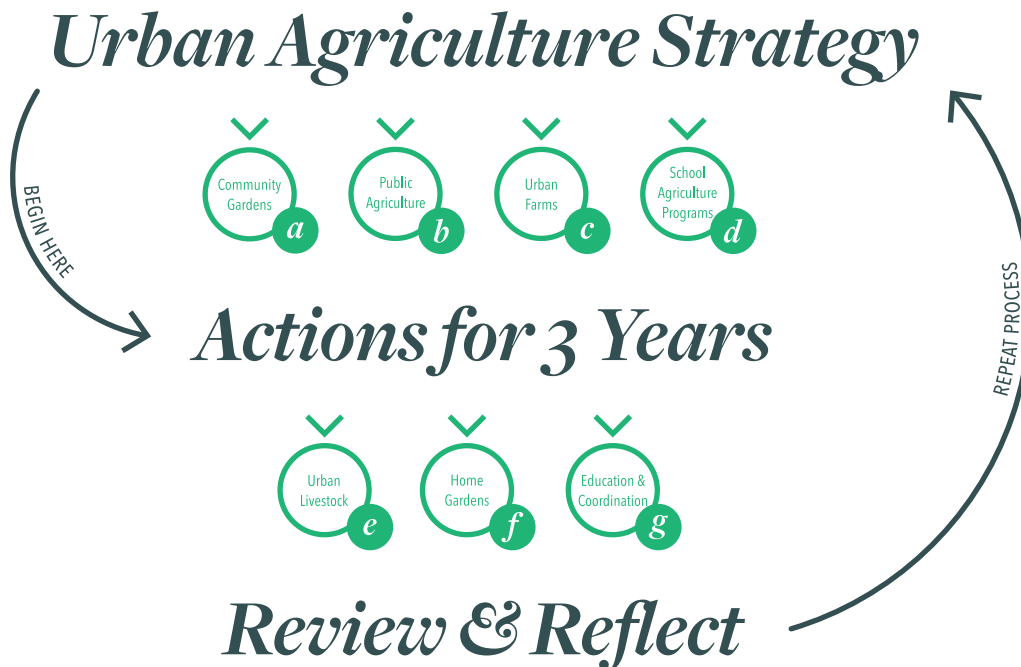 Urban Agriculture Strategy
BEGIN HERE
Community
Gardens
a
Public
Agriculture
b
Urban
Farms
c
School
Agriculture
Programs
d
Actions for 3 Years
Urban
Livestock
e
Home
Gardens
f
Education &
Coordination
g
Review & Reflect
REPEAT PROCESS